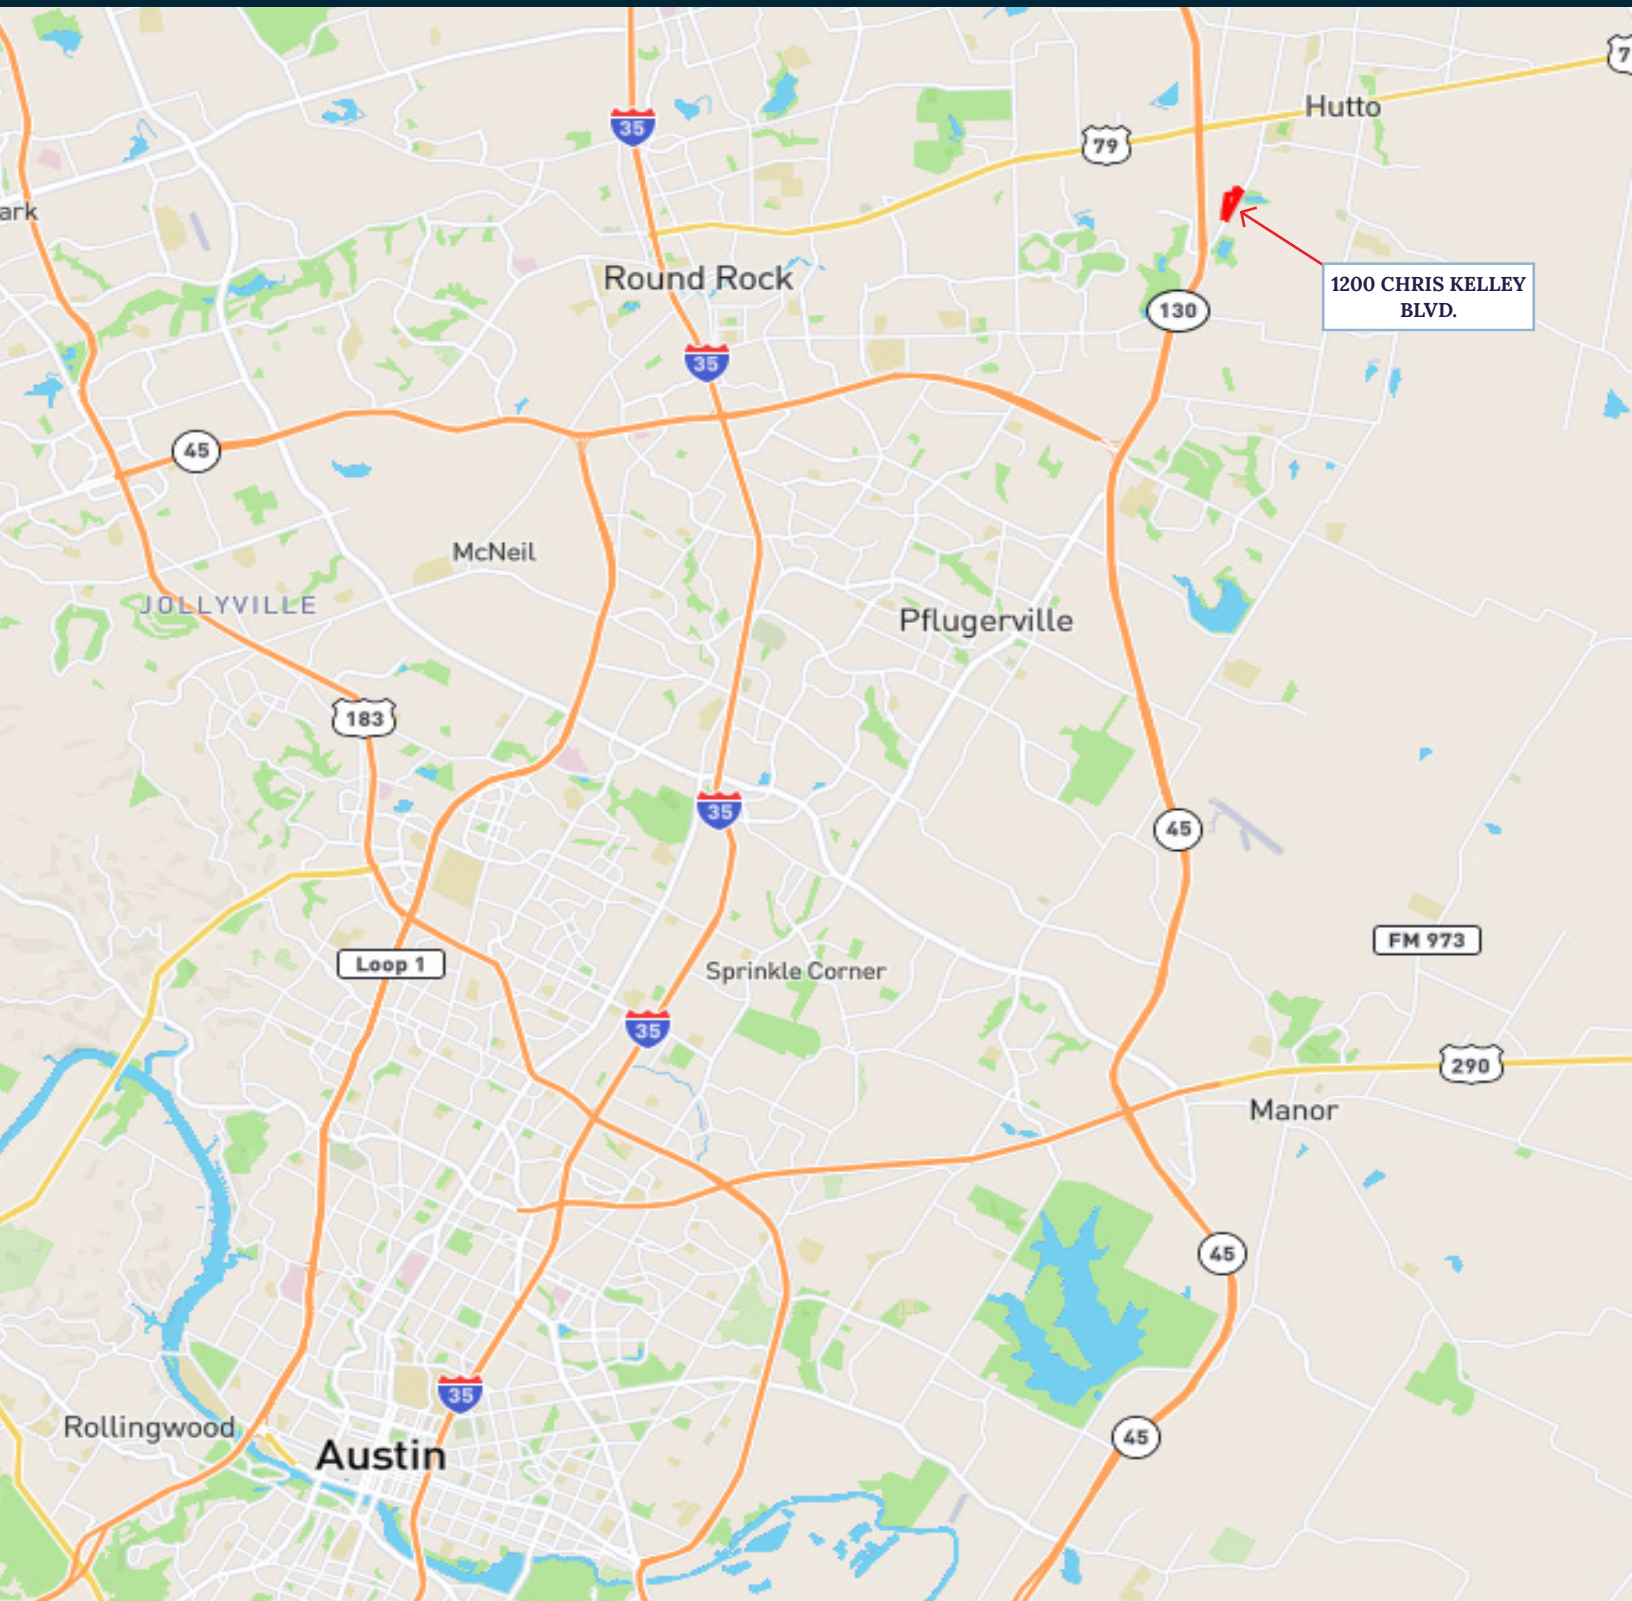 35
7
Hutto
79
ark
Round Rock
1200 CHRIS KELLEY
BLVD.
130
35
45
McNeil
JOLLYVILLE
Pflugerville
183
35
45
FM 973
Loop 1
Sprinkle Corner
35
290
Manor
45
35
Rollingwood
45
Austin